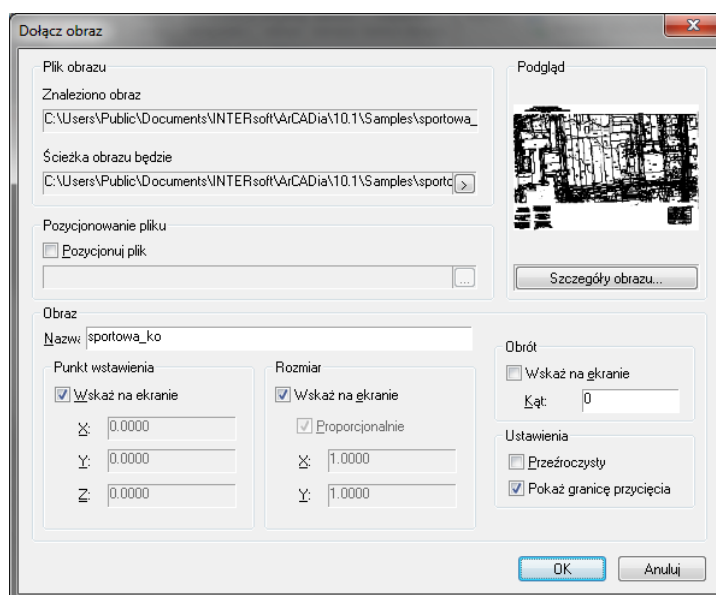 Dołącz obraz
Plik obrazu
Znaleziono obraz
C:\Users\Public\Documents\INTERsoft\ArCADia\10.1\Samples\sportowa_
Ścieżka obrazu będzie
C:\Users\Public\Documents\INTERsoft\ArCADia\10.1\Samples\sportc
>
Podgląd
Szczegóły obrazu...
Pozycjonowanie pliku
Pozycjonuj plik
...
Obraz
Nazwa sportowa_ko
Punkt wstawienia
Wskaż na ekranie
X: 0.0000
Y: 0.0000
Z: 0.0000
Rozmiar
Wskaż na ekranie
Proporcjonalnie
X: 1.0000
Y: 1.0000
Obrót
Wskaż na ekranie
Kąt: 0
Ustawienia
Przeźroczysty
Pokaż granicę przycięcia
OK Anuluj